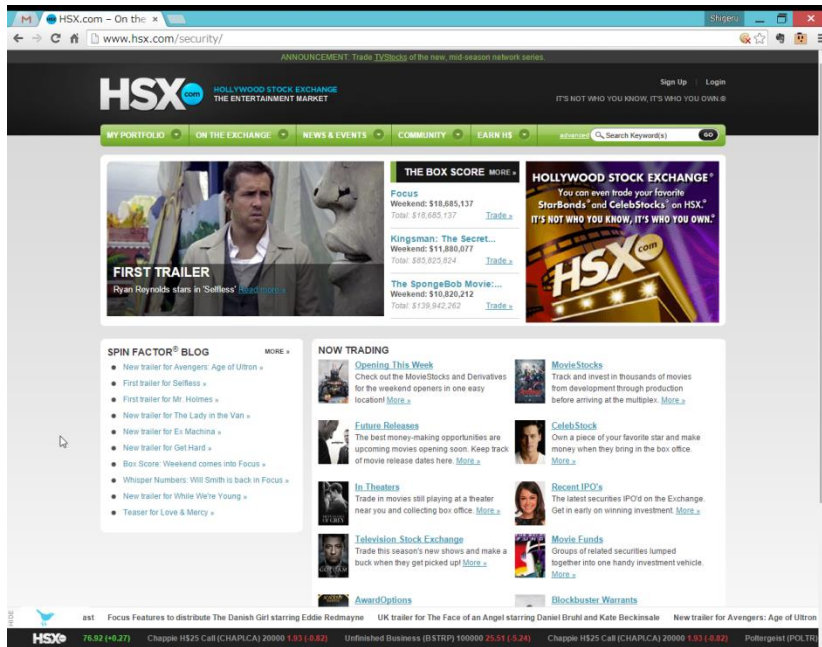 HSX.com – On the
Shigeru
www.hsx.com/security/
ANNOUNCEMENT: Trade TVStocks of the new, mid-season network series.
HSX.com
HOLLYWOOD STOCK EXCHANGE
THE ENTERTAINMENT MARKET
Sign Up | Login
IT'S NOT WHO YOU KNOW, IT'S WHO YOU OWN.®
MY PORTFOLIO ON THE EXCHANGE NEWS & EVENTS COMMUNITY EARN H$ advanced Search Keyword(s) GO
FIRST TRAILER
Ryan Reynolds stars in 'Selfless' Read more »
THE BOX SCORE MORE »
Focus
Weekend: $18,685,137
Total: $18,685,137 Trade »
Kingsman: The Secret...
Weekend: $11,880,077
Total: $85,825,824 Trade »
The SpongeBob Movie:...
Weekend: $10,820,212
Total: $139,942,262 Trade »
HOLLYWOOD STOCK EXCHANGE®
You can even trade your favorite
StarBonds® and CelebStocks® on HSX.®
IT'S NOT WHO YOU KNOW, IT'S WHO YOU OWN.®
HSX.com
SPIN FACTOR® BLOG MORE »
New trailer for Avengers: Age of Ultron »
First trailer for Selfless »
First trailer for Mr. Holmes »
New trailer for The Lady in the Van »
New trailer for Ex Machina »
New trailer for Get Hard »
Box Score: Weekend comes into Focus »
Whisper Numbers: Will Smith is back in Focus »
New trailer for While We're Young »
Teaser for Love & Mercy »
NOW TRADING
Opening This Week
Check out the MovieStocks and Derivatives
for the weekend openers in one easy
location! More »
Future Releases
The best money-making opportunities are
upcoming movies opening soon. Keep track
of movie release dates here. More »
In Theaters
Trade in movies still playing at a theater
near you and collecting box office. More »
Television Stock Exchange
Trade this season's new shows and make a
buck when they get picked up! More »
AwardOptions
MovieStocks
Track and invest in thousands of movies
from development through production
before arriving at the multiplex. More »
CelebStock
Own a piece of your favorite star and make
money when they bring in the box office.
More »
Recent IPO's
The latest securities IPO'd on the Exchange.
Get in early on winning investment. More »
Movie Funds
Groups of related securities lumped
together into one handy investment vehicle.
More »
Blockbuster Warrants
HIDE
ast Focus Features to distribute The Danish Girl starring Eddie Redmayne UK trailer for The Face of an Angel starring Daniel Bruhl and Kate Beckinsale New trailer for Avengers: Age of Ultron
HSX 76.92 (+0.27) Chappie H$25 Call (CHAPLCA) 20000 1.93 (-0.82) Unfinished Business (BSTRP) 100000 25.51 (-5.24) Chappie H$25 Call (CHAPLCA) 20000 1.93 (-0.82) Poltergeist (POLTR)